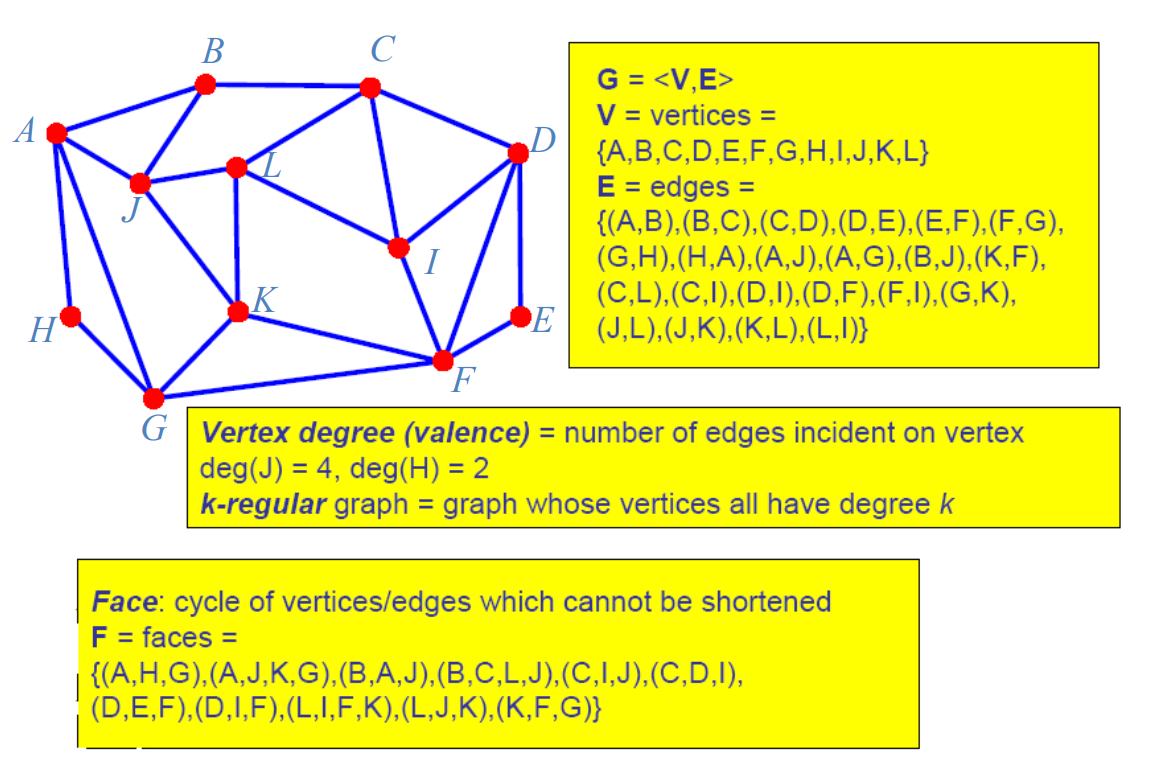 B
C
A
D
L
J
I
K
H
E
F
G
G = <V,E>
V = vertices =
{A,B,C,D,E,F,G,H,I,J,K,L}
E = edges =
{(A,B),(B,C),(C,D),(D,E),(E,F),(F,G),
(G,H),(H,A),(A,J),(A,G),(B,J),(K,F),
(C,L),(C,I),(D,I),(D,F),(F,I),(G,K),
(J,L),(J,K),(K,L),(L,I)}
Vertex degree (valence) = number of edges incident on vertex
deg(J) = 4, deg(H) = 2
k-regular graph = graph whose vertices all have degree k
Face: cycle of vertices/edges which cannot be shortened
F = faces =
{(A,H,G),(A,J,K,G),(B,A,J),(B,C,L,J),(C,I,J),(C,D,I),
(D,E,F),(D,I,F),(L,I,F,K),(L,J,K),(K,F,G)}